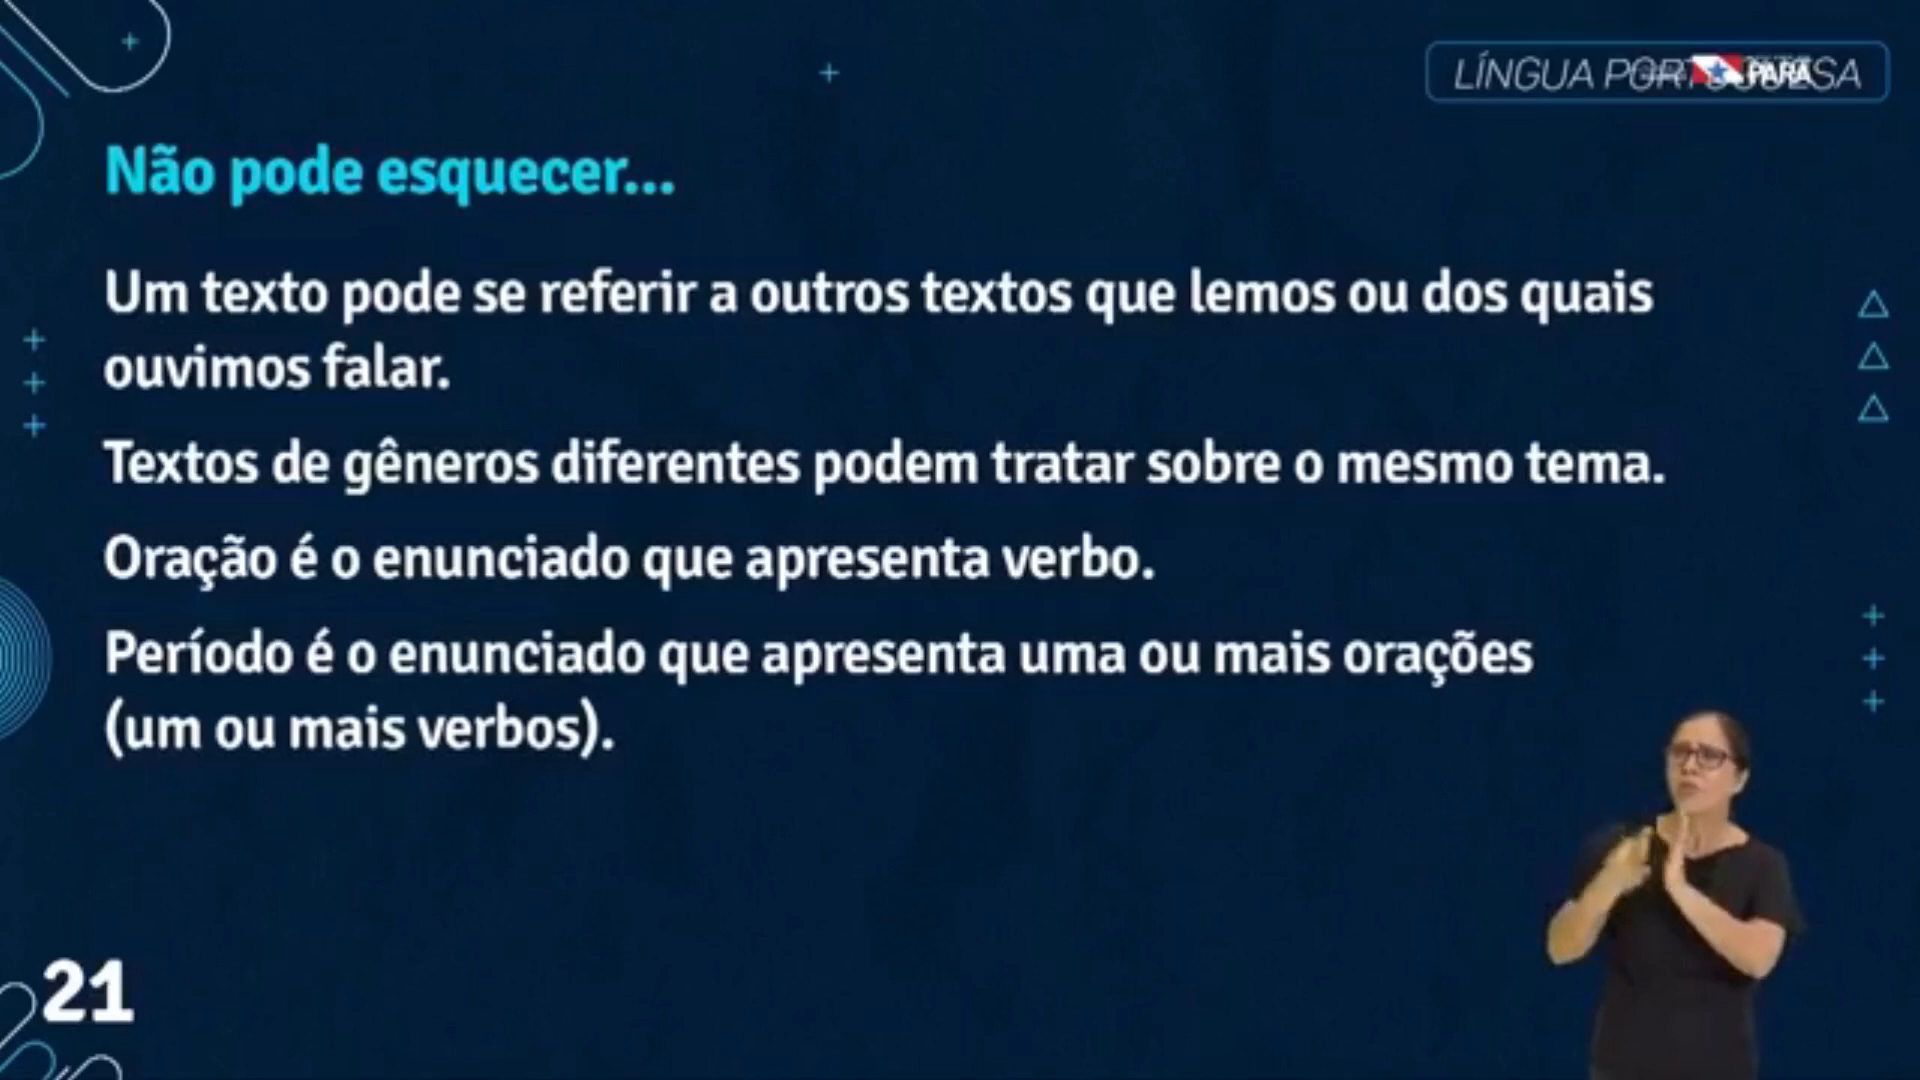 LÍNGUA PORTUGUESA
PARÁ
Não pode esquecer...
Um texto pode se referir a outros textos que lemos ou dos quais
ouvimos falar.
Textos de gêneros diferentes podem tratar sobre o mesmo tema.
Oração é o enunciado que apresenta verbo.
Período é o enunciado que apresenta uma ou mais orações
(um ou mais verbos).
21